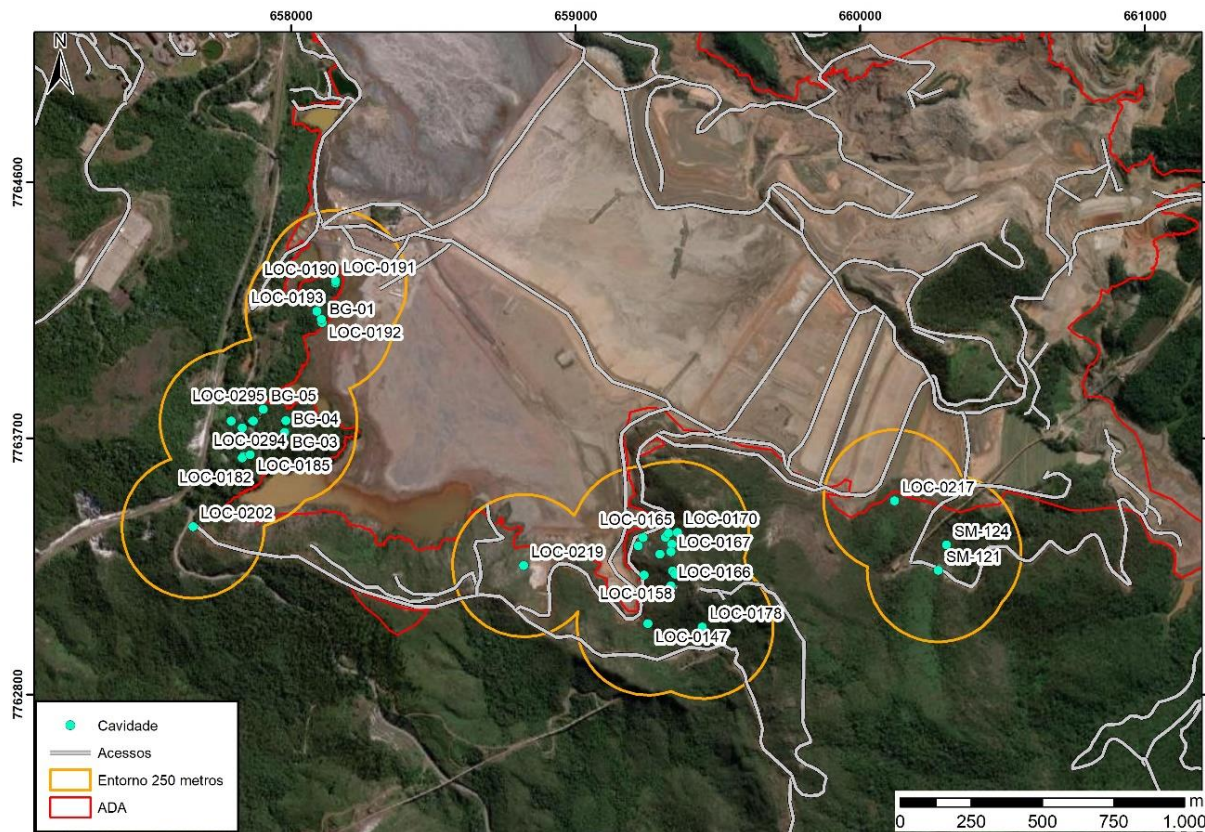 658000 659000 660000 661000
N
7764600
7763700
7762800
LOC-0190 LOC-0191
LOC-0193 BG-01
LOC-0192
LOC-0295 BG-05
BG-04
LOC-0294 BG-03
LOC-0182 LOC-0185
LOC-0202
LOC-0217
LOC-0165 LOC-0170
LOC-0167
SM-124
LOC-0219
SM-121
LOC-0166
LOC-0158
LOC-0178
LOC-0147
Cavidade
Acessos
Entorno 250 metros
ADA
m
0 250 500 750 1.000